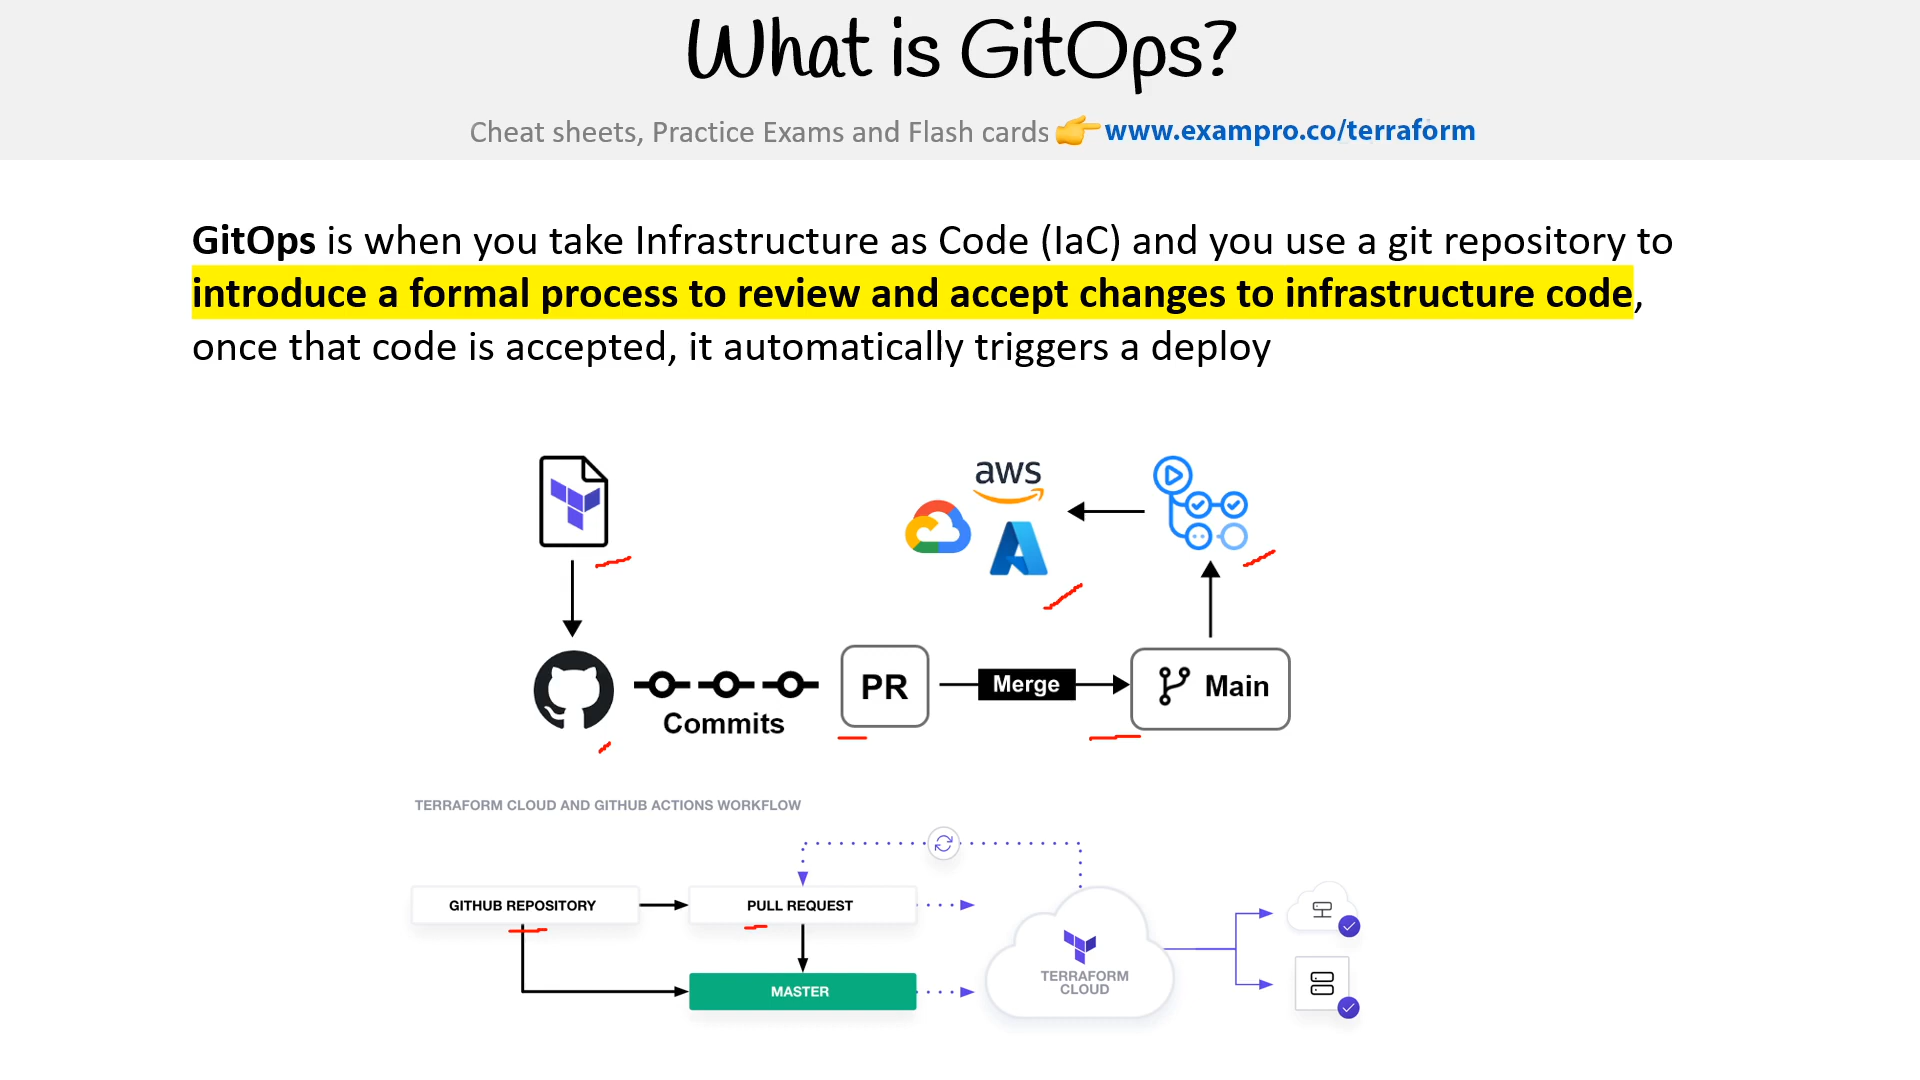 What is GitOps?
Cheat sheets, Practice Exams and Flash cards 👉 www.exampro.co/terraform
GitOps is when you take Infrastructure as Code (IaC) and you use a git repository to
introduce a formal process to review and accept changes to infrastructure code,
once that code is accepted, it automatically triggers a deploy
aws
PR
Merge
Main
Commits
TERRAFORM CLOUD AND GITHUB ACTIONS WORKFLOW
GITHUB REPOSITORY
PULL REQUEST
MASTER
TERRAFORM
CLOUD